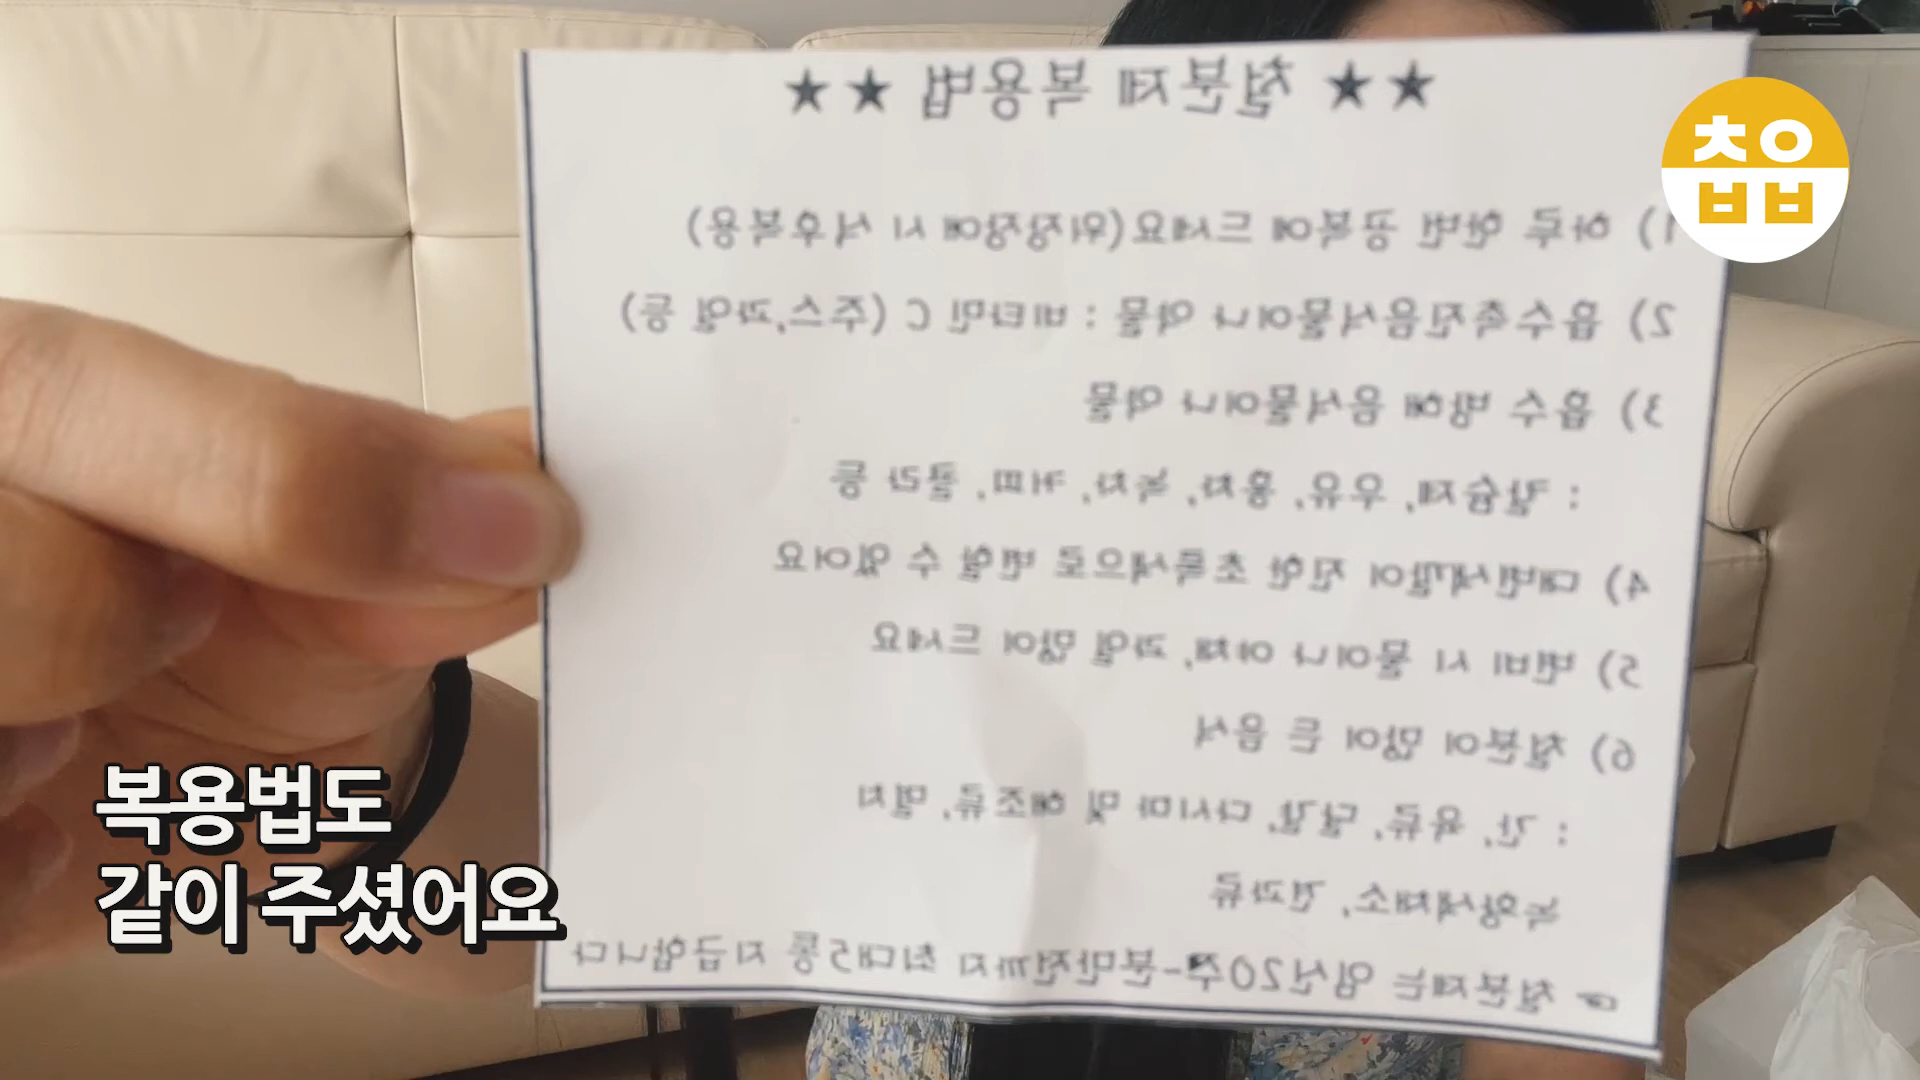 ★★ 철분제 복용법 ★★
1) 하루 한번 공복에 드세요(위장장애 시 식후복용)
2) 흡수촉진음식물이나 약물 : 비타민 C (주스,과일 등)
3) 흡수 방해 음식물이나 약물
: 칼슘제, 우유, 홍차, 녹차, 커피, 콜라 등
4) 대변색깔이 진한 초록색으로 변할 수 있어요
5) 변비 시 물이나 야채, 과일 많이 드세요
6) 철분이 많이 든 음식
: 간, 육류, 달걀, 다시마 및 해조류, 멸치
녹황색채소, 견과류
☞ 철분제는 임신20주-분만전까지 최대5통 지급합니다
챱읍
복용법도
같이 주셨어요